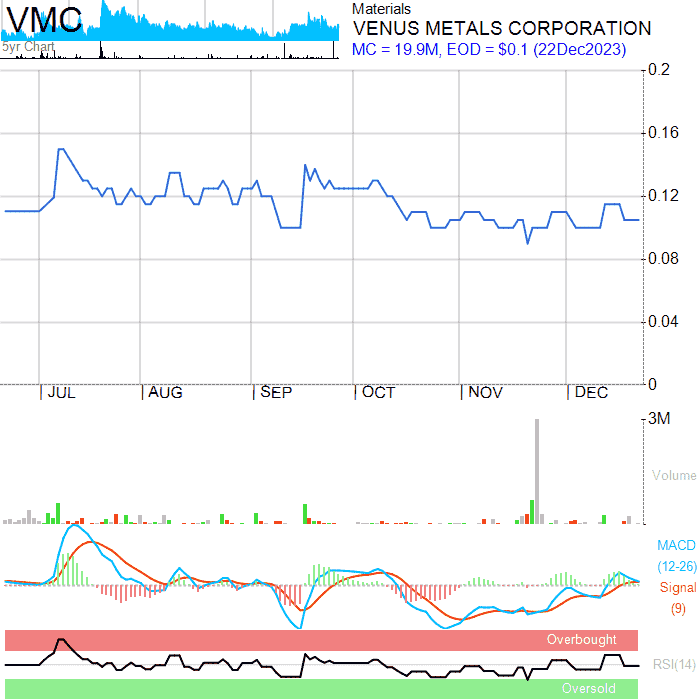 VMC
5yr Chart
Materials
VENUS METALS CORPORATION
MC = 19.9M, EOD = $0.1 (22Dec2023)
0.2
0.16
0.12
0.08
0.04
0
| JUL | AUG | SEP | OCT | NOV | DEC
3M
Volume
MACD
(12-26)
Signal
(9)
Overbought
RSI(14)
Oversold